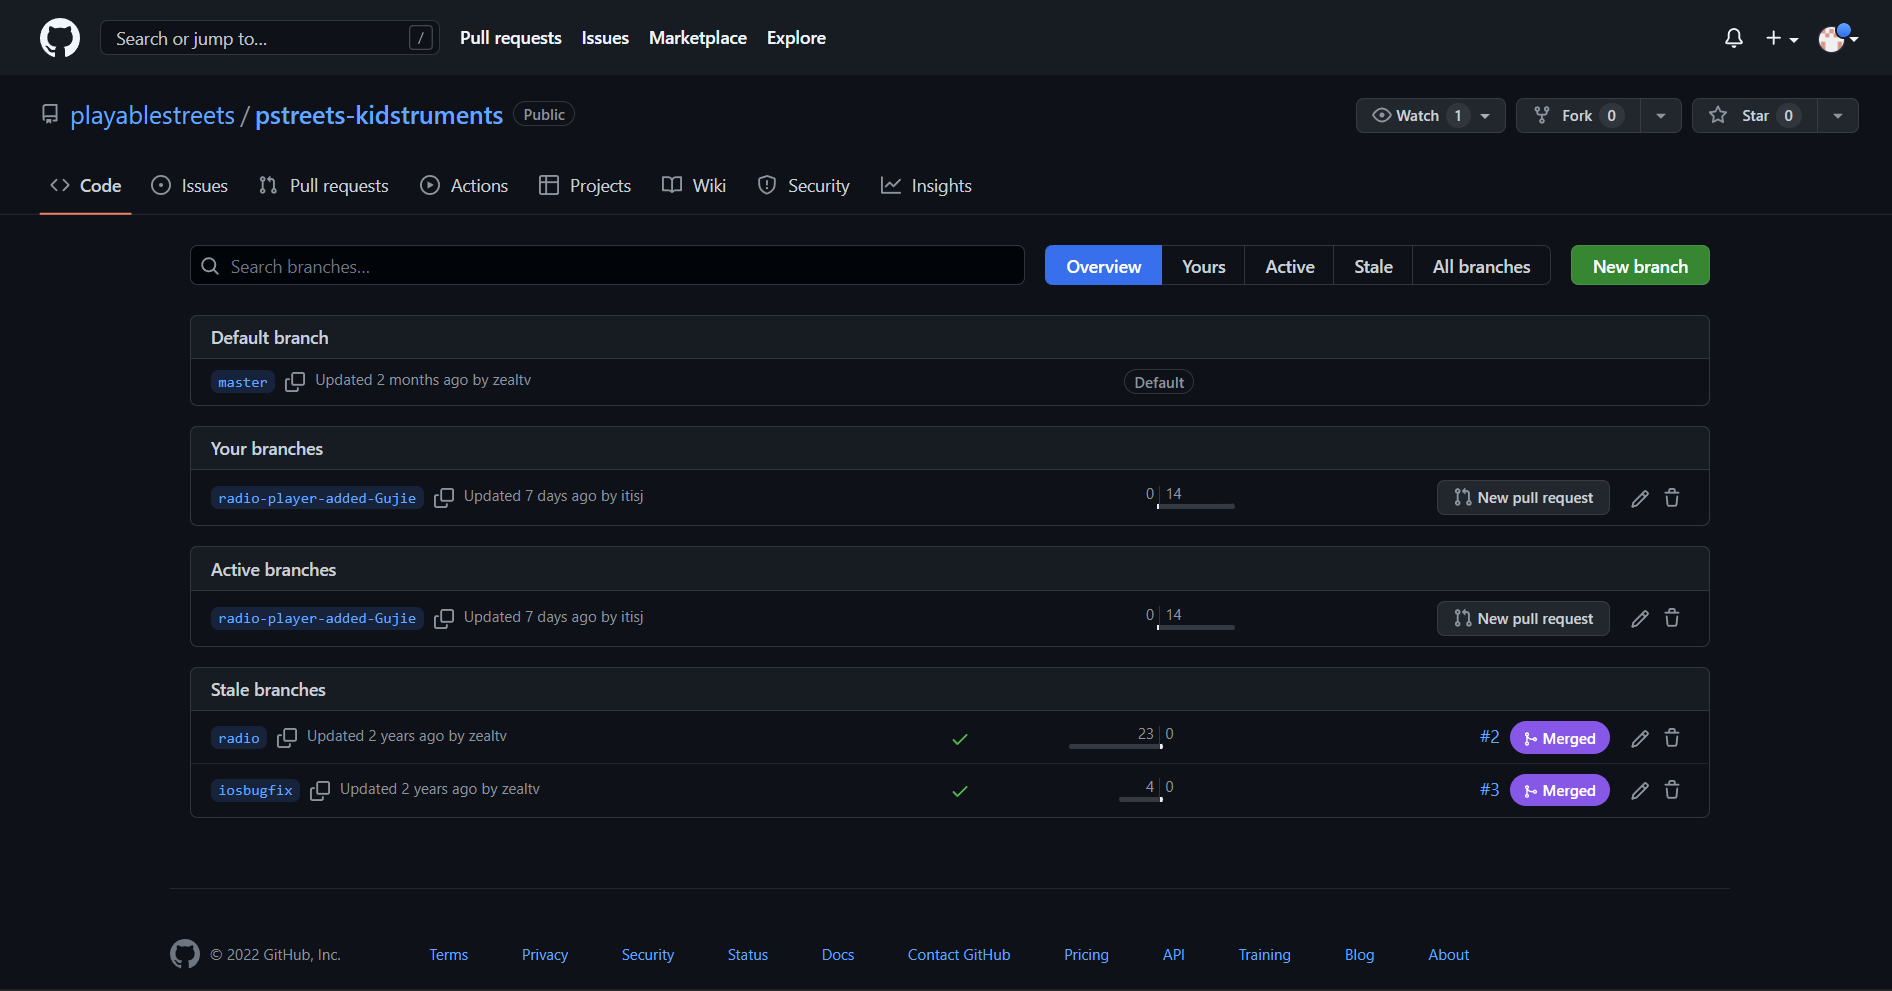 Search or jump to... /
Pull requests Issues Marketplace Explore
playablestreets / pstreets-kidstruments Public
Watch 1 Fork 0 Star 0
Code Issues Pull requests Actions Projects Wiki Security Insights
Search branches... Overview Yours Active Stale All branches New branch
Default branch
master Updated 2 months ago by zealtv Default
Your branches
radio-player-added-Gujie Updated 7 days ago by itisj 0 14 New pull request
Active branches
radio-player-added-Gujie Updated 7 days ago by itisj 0 14 New pull request
Stale branches
radio Updated 2 years ago by zealtv 23 0 #2 Merged
iosbugfix Updated 2 years ago by zealtv 4 0 #3 Merged
© 2022 GitHub, Inc. Terms Privacy Security Status Docs Contact GitHub Pricing API Training Blog About